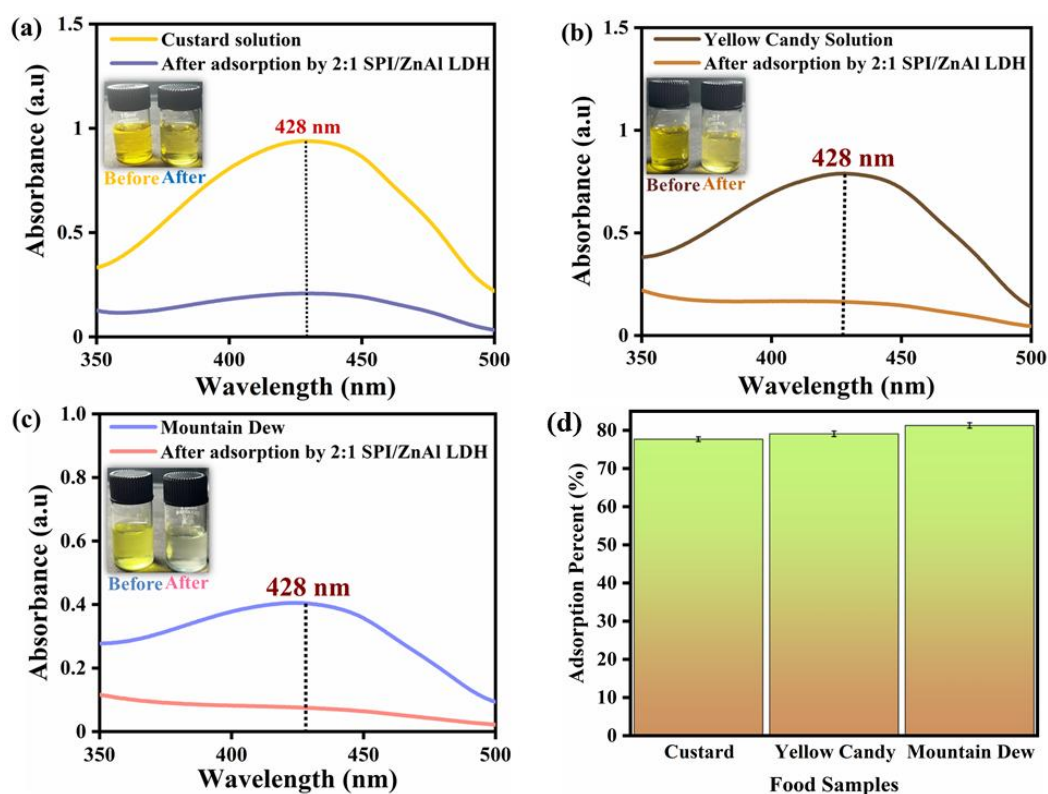 (a)
1.5
Custard solution
After adsorption by 2:1 SPI/ZnAl LDH
1
0.5
0
428 nm
Before After
Absorbance (a.u)
350 400 450 500
Wavelength (nm)
(b)
1.5
Yellow Candy Solution
After adsorption by 2:1 SPI/ZnAl LDH
1
0.5
0
428 nm
Before After
Absorbance (a.u)
350 400 450 500
Wavelength (nm)
(c)
1.0
Mountain Dew
After adsorption by 2:1 SPI/ZnAl LDH
0.8
0.6
0.4
0.2
0
428 nm
Before After
Absorbance (a.u)
350 400 450 500
Wavelength (nm)
(d)
80
70
60
50
40
30
20
10
0
Adsorption Percent (%)
Custard Yellow Candy Mountain Dew
Food Samples